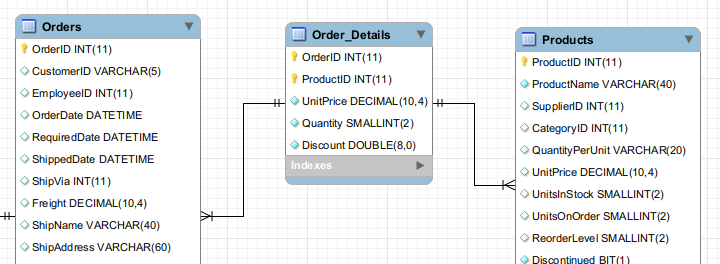 Orders
OrderID INT(11)
CustomerID VARCHAR(5)
EmployeeID INT(11)
OrderDate DATETIME
RequiredDate DATETIME
ShippedDate DATETIME
ShipVia INT(11)
Freight DECIMAL(10,4)
ShipName VARCHAR(40)
ShipAddress VARCHAR(60)
Order_Details
OrderID INT(11)
ProductID INT(11)
UnitPrice DECIMAL(10,4)
Quantity SMALLINT(2)
Discount DOUBLE(8,0)
Indexes
Products
ProductID INT(11)
ProductName VARCHAR(40)
SupplierID INT(11)
CategoryID INT(11)
QuantityPerUnit VARCHAR(20)
UnitPrice DECIMAL(10,4)
UnitsInStock SMALLINT(2)
UnitsOnOrder SMALLINT(2)
ReorderLevel SMALLINT(2)
Discontinued BIT(1)